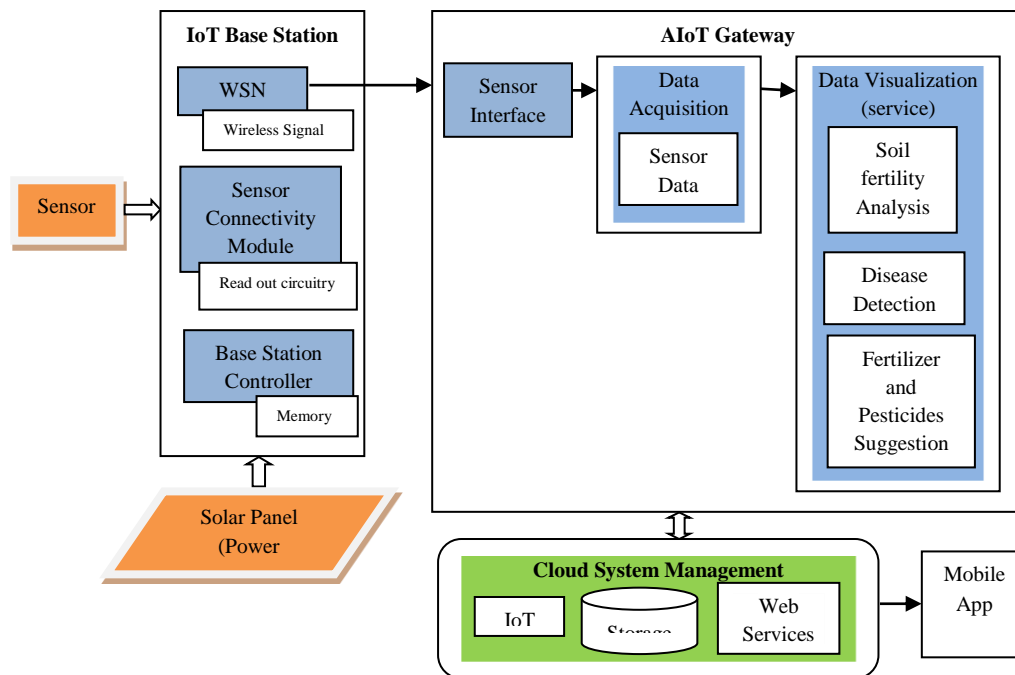 IoT Base Station
WSN
Wireless Signal
Sensor
Connectivity
Module
Read out circuitry
Base Station
Controller
Memory
Sensor
Solar Panel
(Power
AIoT Gateway
Sensor
Interface
Data
Acquisition
Sensor
Data
Data Visualization
(service)
Soil
fertility
Analysis
Disease
Detection
Fertilizer
and
Pesticides
Suggestion
Cloud System Management
IoT
Storage
Web
Services
Mobile
App